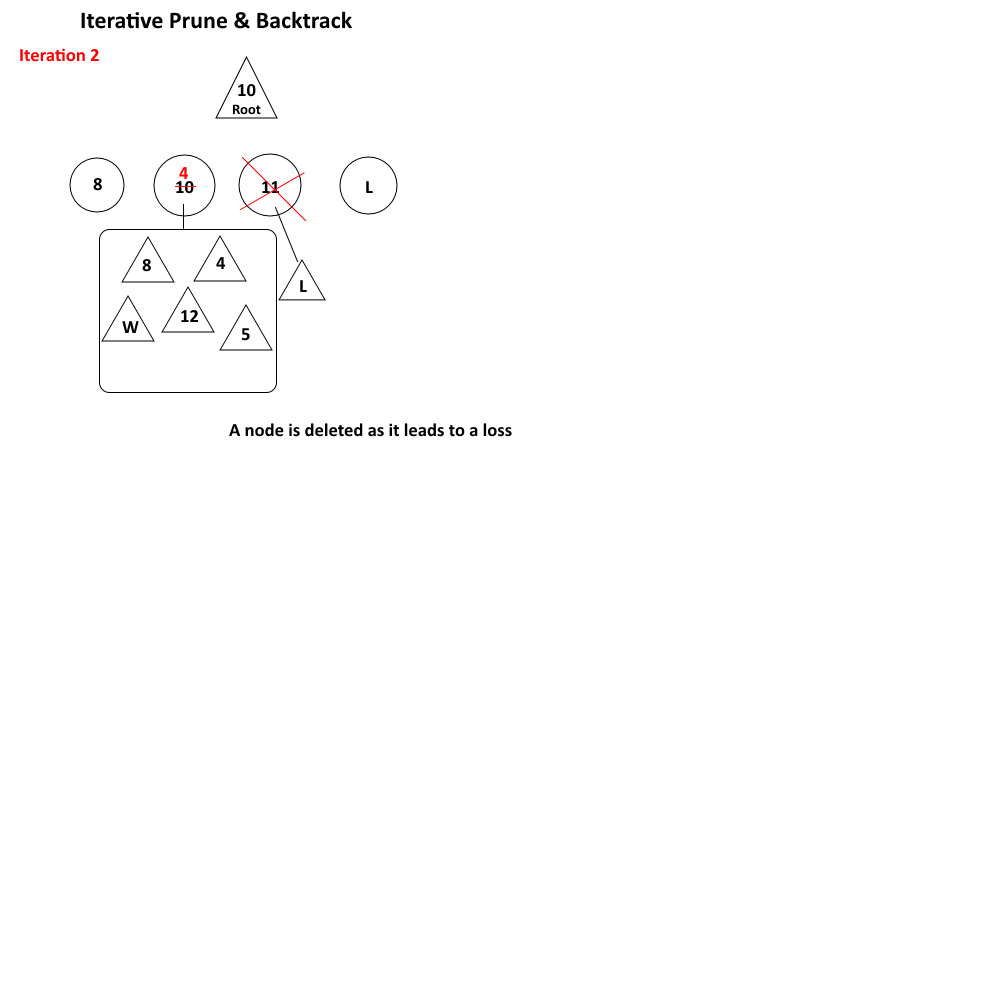 Iterative Prune & Backtrack
Iteration 2
10
Root
8
4
10
11
L
8
4
L
W
12
5
A node is deleted as it leads to a loss